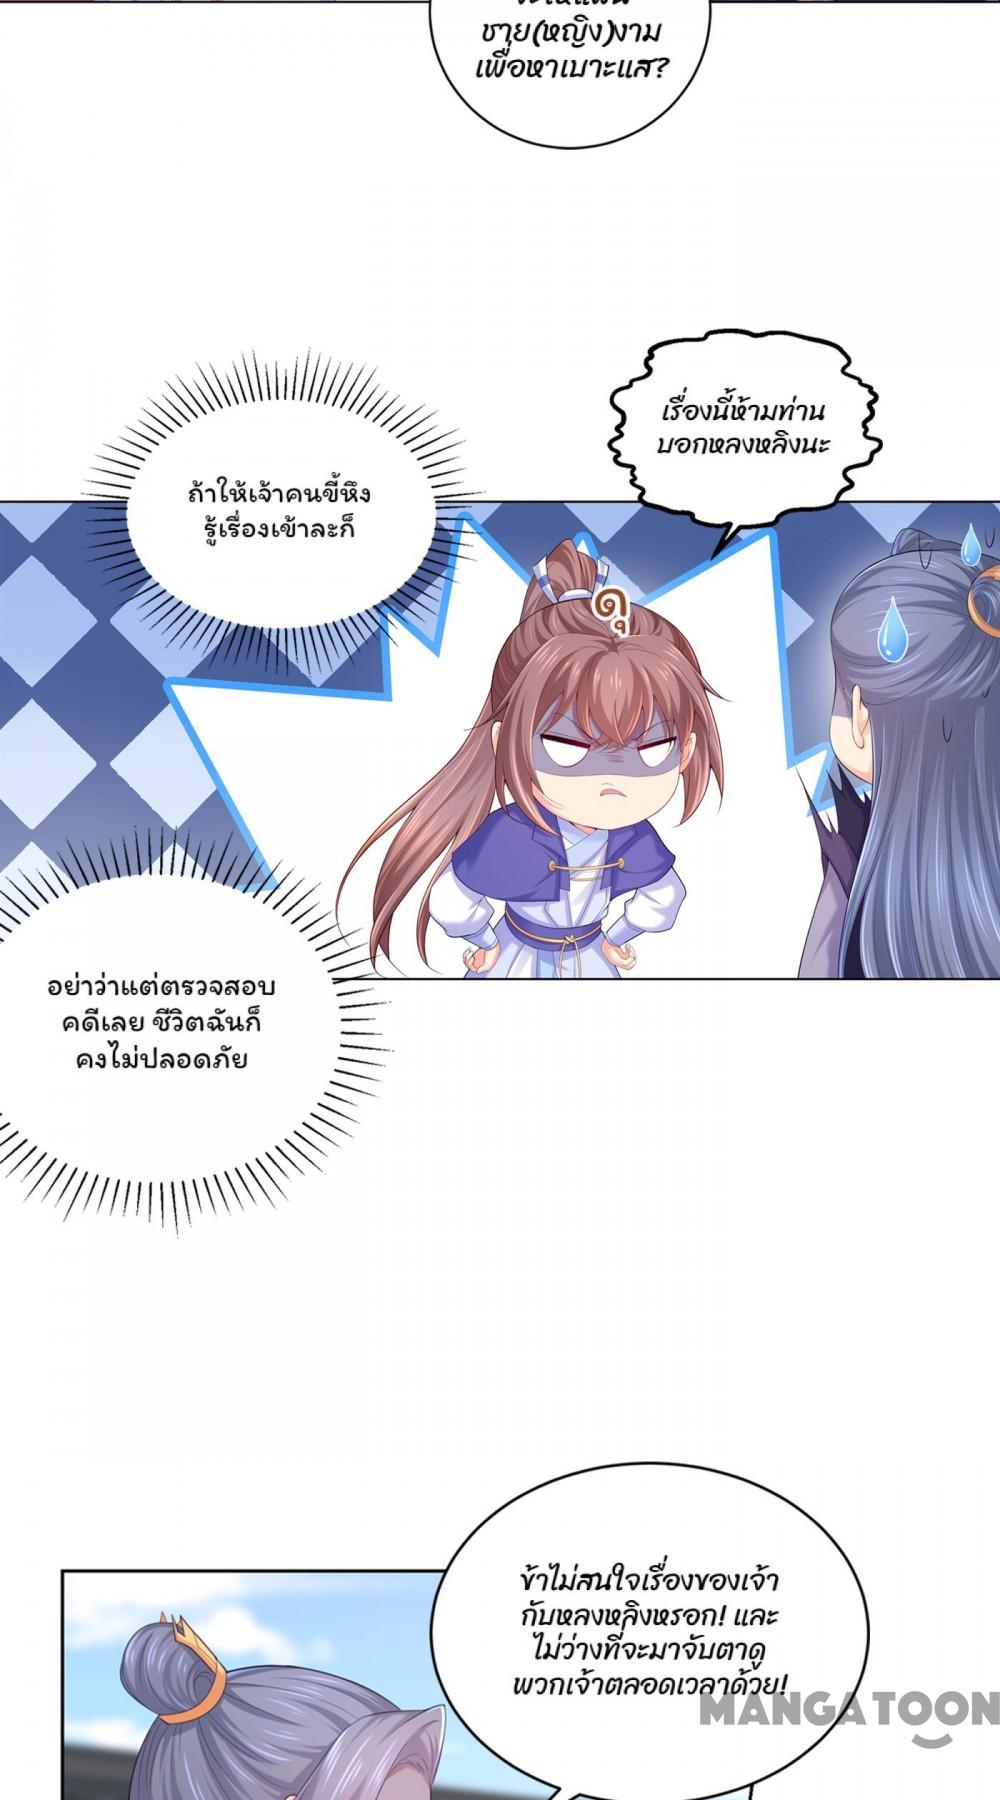 ชาย(หญิง)งาม
เพื่อหาเบาะแส?
เรื่องนี้ห้ามท่าน
บอกหลงหลิงนะ
ถ้าให้เจ้าคนขี้หึง
รู้เรื่องเข้าละก็
ดุ
อย่าว่าแต่ตรวจสอบ
คดีเลย ชีวิตฉันก็
คงไม่ปลอดภัย
ข้าไม่สนใจเรื่องของเจ้า
กับหลงหลิงหรอก! และ
ไม่ว่างที่จะมาจับตาดู
พวกเจ้าตลอดเวลาด้วย!
MANGATOON